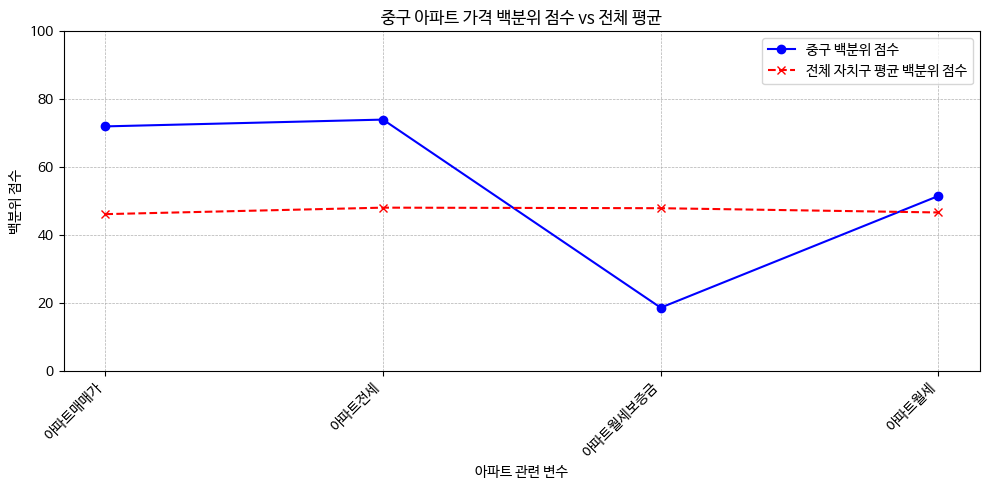 중구 아파트 가격 백분위 점수 vs 전체 평균
중구 백분위 점수
전체 자치구 평균 백분위 점수
백분위 점수
100
80
60
40
20
0
아파트매매가
아파트전세
아파트월세보증금
아파트월세
아파트 관련 변수